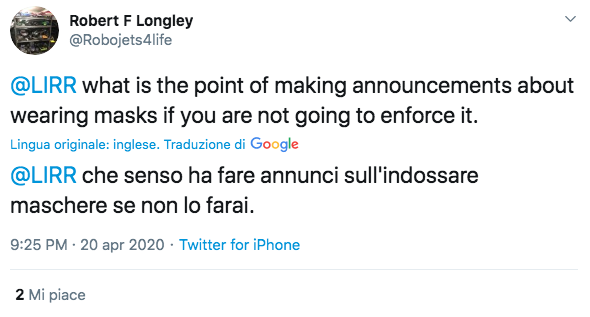 Robert F Longley
@Robojets4life
@LIRR what is the point of making announcements about
wearing masks if you are not going to enforce it.
Lingua originale: inglese. Traduzione di Google
@LIRR che senso ha fare annunci sull'indossare
maschere se non lo farai.
9:25 PM · 20 apr 2020 · Twitter for iPhone
2 Mi piace